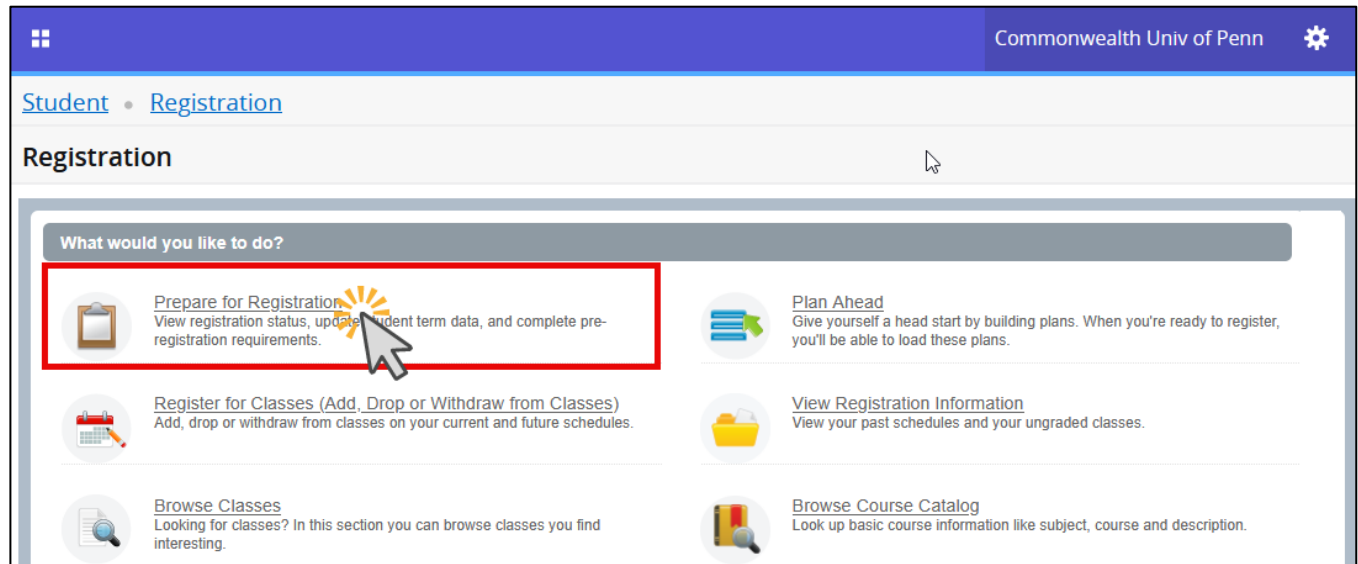 Commonwealth Univ of Penn
Student • Registration
Registration
What would you like to do?
Prepare for Registration
View registration status, update student term data, and complete pre-
registration requirements.
Plan Ahead
Give yourself a head start by building plans. When you're ready to register,
you'll be able to load these plans.
Register for Classes (Add, Drop or Withdraw from Classes)
Add, drop or withdraw from classes on your current and future schedules.
View Registration Information
View your past schedules and your ungraded classes.
Browse Classes
Looking for classes? In this section you can browse classes you find
interesting.
Browse Course Catalog
Look up basic course information like subject, course and description.